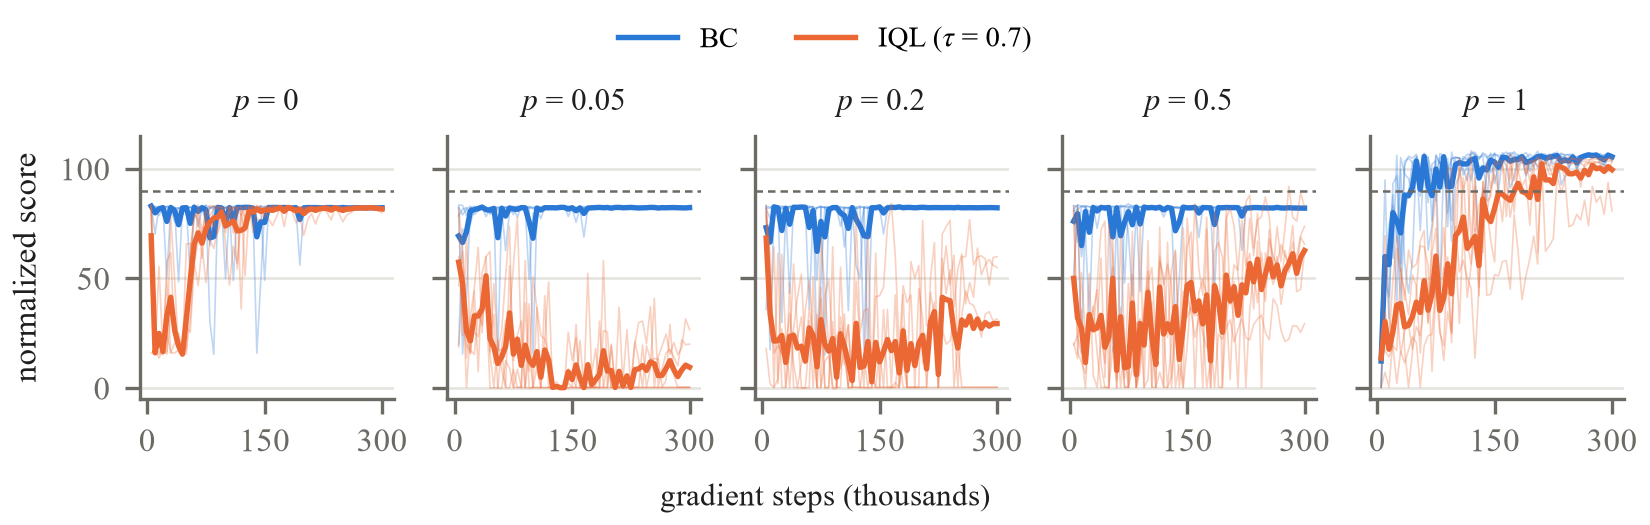 BC IQL (τ = 0.7)
p = 0 p = 0.05 p = 0.2 p = 0.5 p = 1
normalized score
100
50
0
0 150 300 0 150 300 0 150 300 0 150 300 0 150 300
gradient steps (thousands)